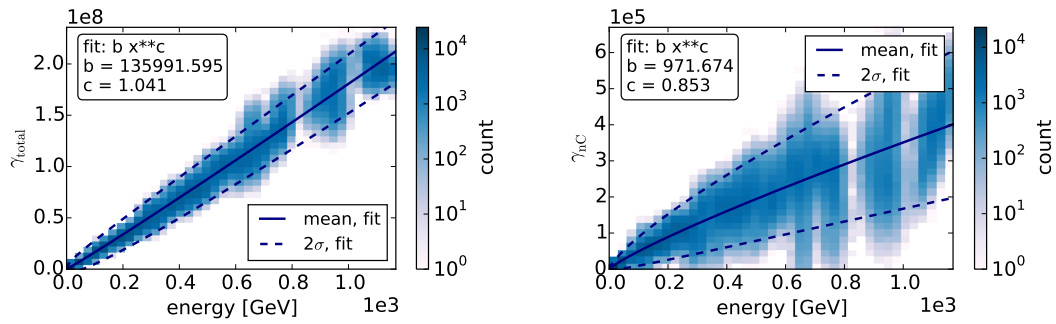 1e8
fit: b x**c
b = 135991.595
c = 1.041
2.0
1.5
1.0
0.5
0.0
γtotal
mean, fit
2σ, fit
0.0 0.2 0.4 0.6 0.8 1.0
energy [GeV]
1e3
10^4
10^3
10^2
10^1
10^0
count
1e5
fit: b x**c
b = 971.674
c = 0.853
mean, fit
2σ, fit
6
5
4
3
2
1
0
γnC
0.0 0.2 0.4 0.6 0.8 1.0
energy [GeV]
1e3
10^4
10^3
10^2
10^1
10^0
count